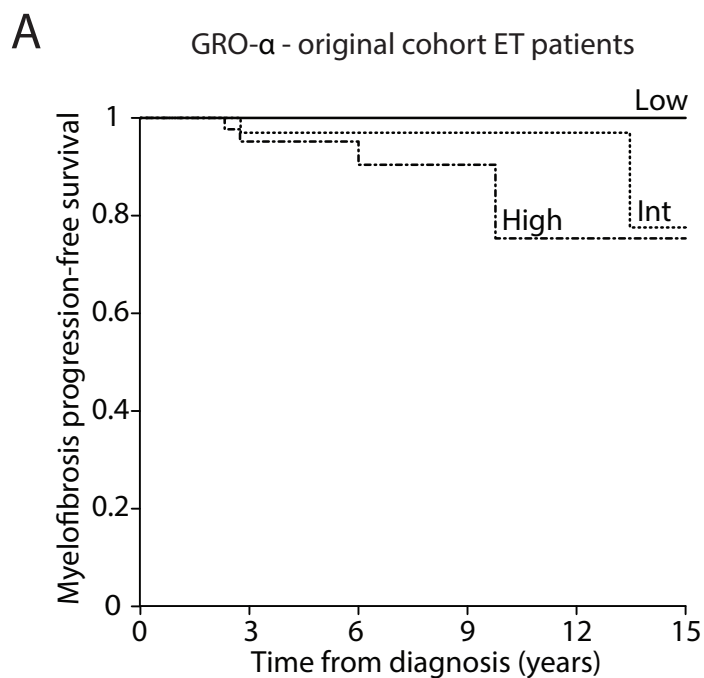 A
GRO-α - original cohort ET patients
Myelofibrosis progression-free survival
1
0.8
0.6
0.4
0.2
0
Low
Int
High
0 3 6 9 12 15
Time from diagnosis (years)